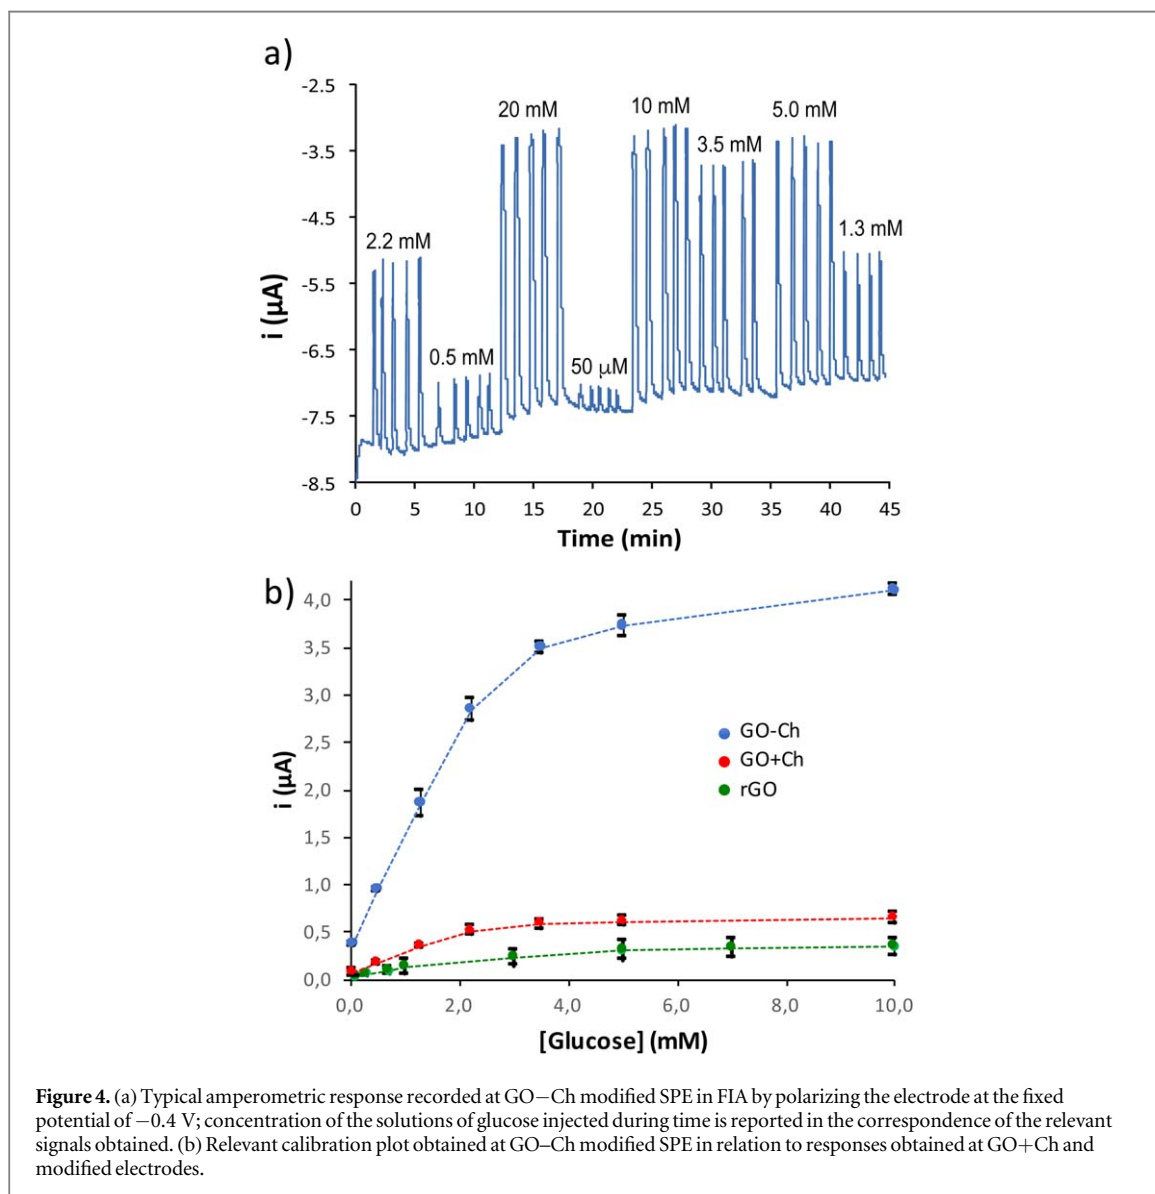 a)
-2.5
-3.5
-4.5
-5.5
-6.5
-7.5
-8.5
i (μA)
2.2 mM
0.5 mM
20 mM
50 μM
10 mM
3.5 mM
5.0 mM
1.3 mM
0 5 10 15 20 25 30 35 40 45
Time (min)
b)
4,0
3,5
3,0
2,5
2,0
1,5
1,0
0,5
0,0
i (μA)
GO-Ch
GO+Ch
rGO
0,0 2,0 4,0 6,0 8,0 10,0
[Glucose] (mM)
Figure 4. (a) Typical amperometric response recorded at GO−Ch modified SPE in FIA by polarizing the electrode at the fixed
potential of −0.4 V; concentration of the solutions of glucose injected during time is reported in the correspondence of the relevant
signals obtained. (b) Relevant calibration plot obtained at GO–Ch modified SPE in relation to responses obtained at GO+Ch and
modified electrodes.